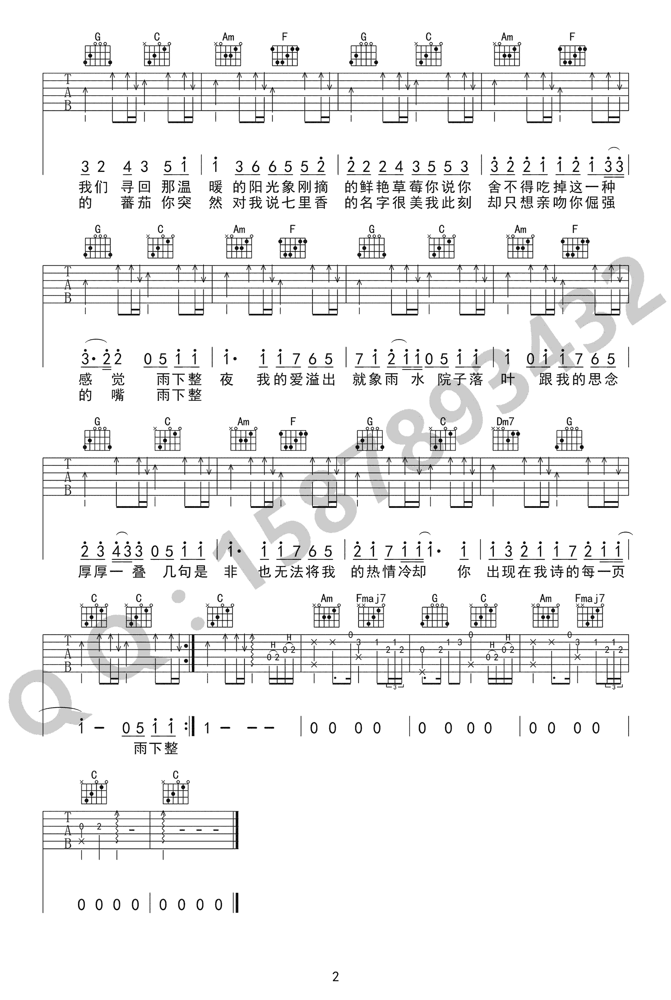 G C Am F G C Am F
T
A
B
3 2 4 3 5 1 1 3 6 6 5 5 2 2 2 2 4 3 5 5 3 3 2 2 1 1 2 1 3 3
我们 寻回 那温 暖 的阳光象刚摘 的鲜艳草莓你说你 舍不得吃掉这一种
的 蕃茄 你突 然 对我说七里香 的名字很美我此刻 却只想亲吻你倔强
G C Am F G C Am F
T
A
B
3· 2 2 0 5 1 1 1· 1 1 7 6 5 7 1 2 1 1 0 5 1 1 1 0 1 1 7 6 5
感 觉 雨下整 夜 我的爱溢出 就象雨 水 院子落 叶 跟我的思念
的 嘴 雨下整
G C Am F G C Dm7 G
T
A
B
2 3 4 3 3 0 5 1 1 1· 1 1 7 6 5 2 1 7 1 1 1· 1 1 3 2 1 1 7 2 1 1
厚厚一 叠 几句是 非 也无法将我 的热情冷却 你 出现在我诗的每一页
C C C Am Fmaj7 G C Am Fmaj7
T
A
B
H H H H
0 2 0 2 0 3 1 2 1 2 0 2 1 3 0 0 2 0 2 0 3 1 2 1 2
3 3
1 – 0 5 1 1 1 – – – 0 0 0 0 0 0 0 0 0 0 0 0
雨下整
C C
T
A
B
0 2 – – – –
0 0 0 0 0 0 0 0
2
QQ:1587893432